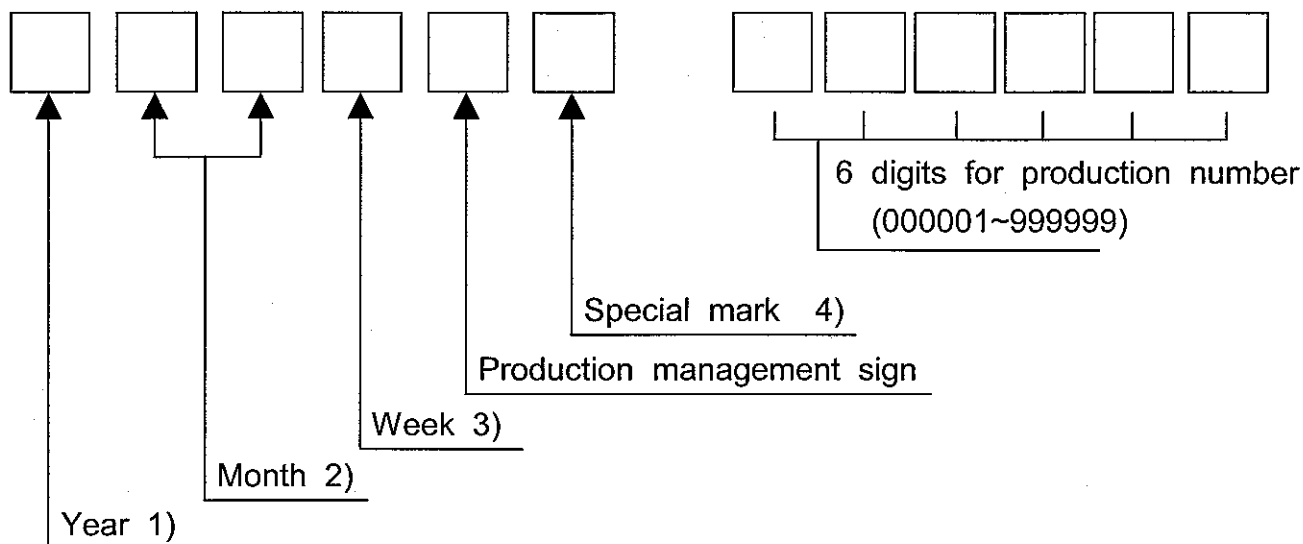 6 digits for production number
(000001~999999)
Special mark 4)
Production management sign
Week 3)
Month 2)
Year 1)